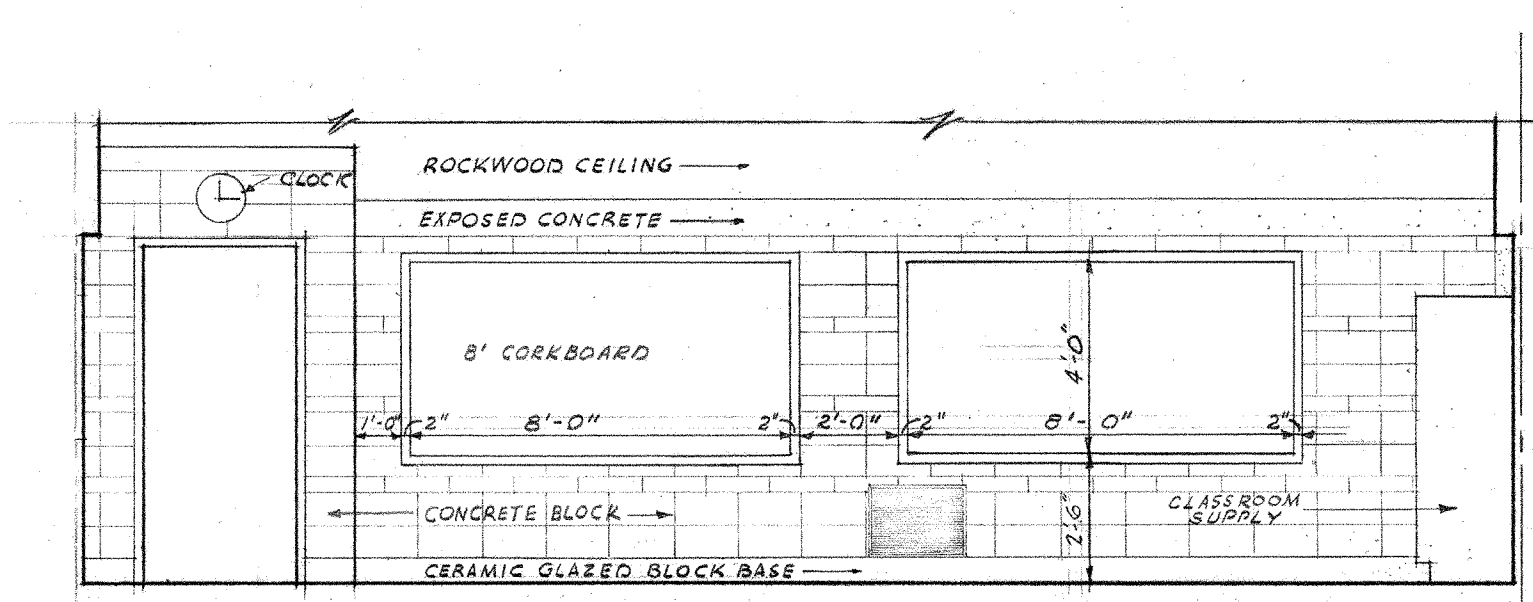 ROCKWOOD CEILING
CLOCK
EXPOSED CONCRETE
8' CORKBOARD
4'-0"
1'-0" 2" 8'-0" 2" 2'-0" 2" 8'-0" 2"
CONCRETE BLOCK
2'-6"
CLASSROOM
SUPPLY
CERAMIC GLAZED BLOCK BASE